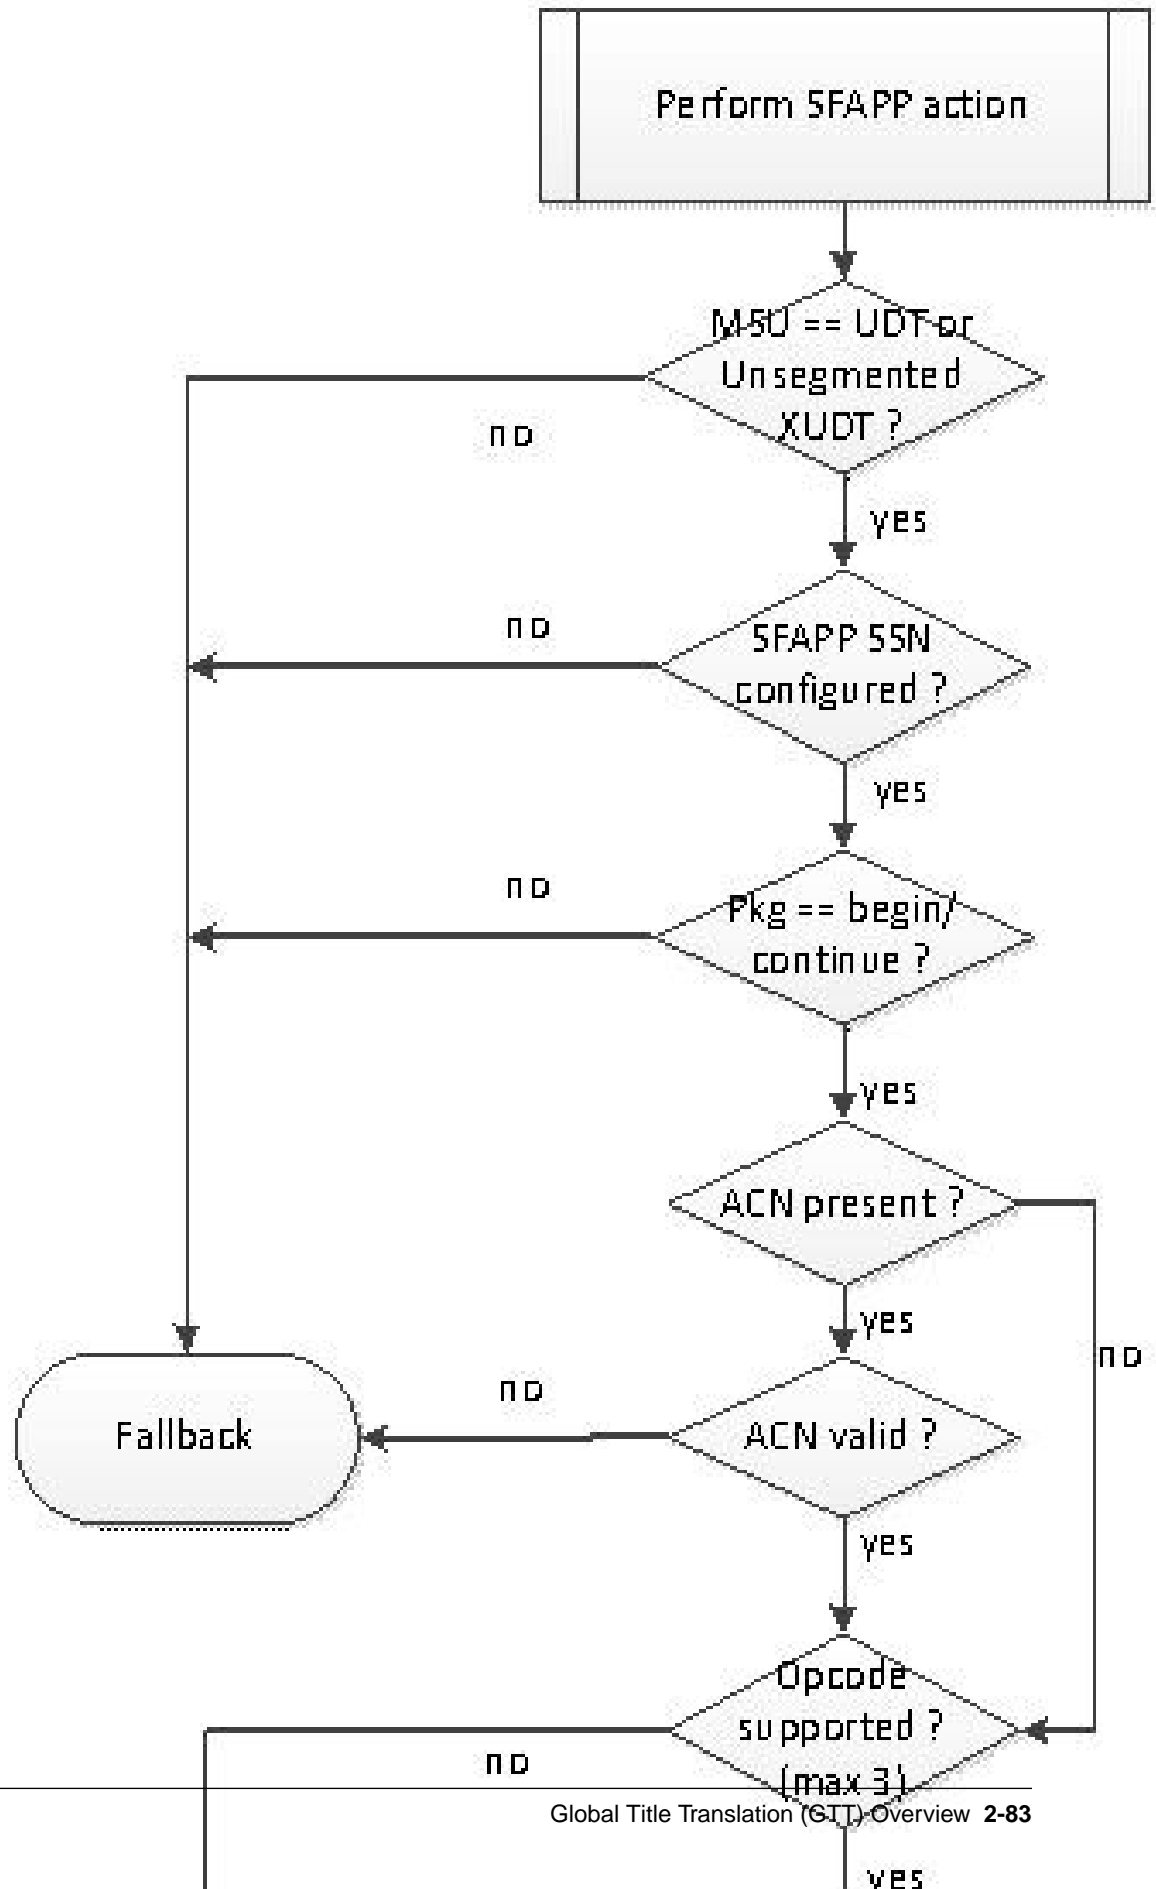 Perform SFAPP action
MSU == UDT or
Unsegmented
XUDT ?
no
yes
no
SFAPP SSN
configured ?
yes
no
Pkg == begin/
continue ?
yes
ACN present ?
yes
no
no
Fallback
ACN valid ?
yes
Opcode
supported ?
no
(max 3)
Global Title Translation (GTT) Overview 2-83
yes